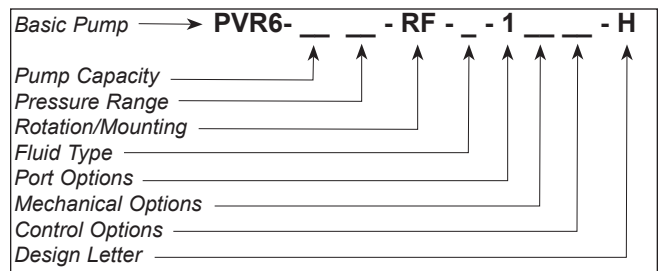 Basic Pump PVR6- __ __ - RF - _ - 1 __ __ - H
Pump Capacity
Pressure Range
Rotation/Mounting
Fluid Type
Port Options
Mechanical Options
Control Options
Design Letter